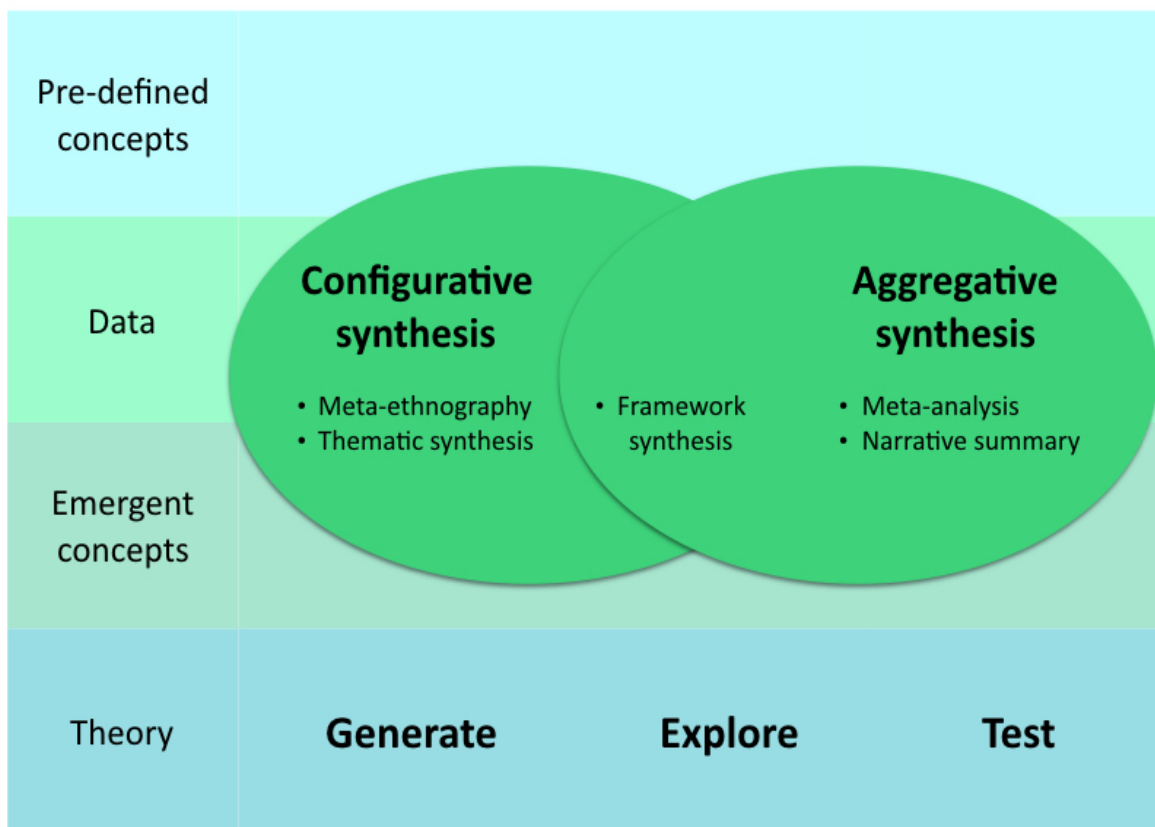 Pre-defined
concepts
Data
Configurative
synthesis
• Meta-ethnography
• Thematic synthesis
• Framework
synthesis
Aggregative
synthesis
• Meta-analysis
• Narrative summary
Emergent
concepts
Theory
Generate
Explore
Test